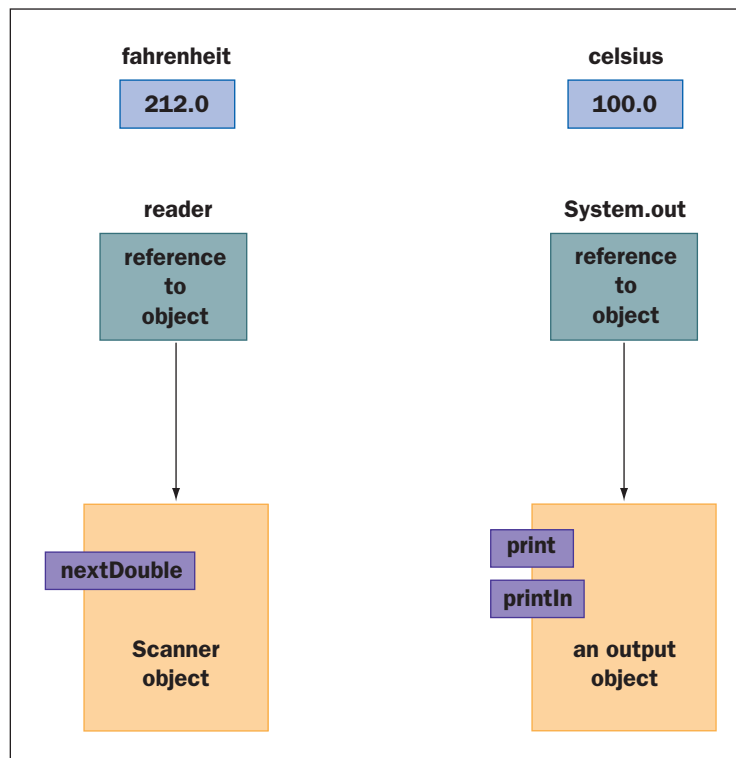 fahrenheit
212.0
celsius
100.0
reader
reference
to
object
System.out
reference
to
object
nextDouble
Scanner
object
print
println
an output
object